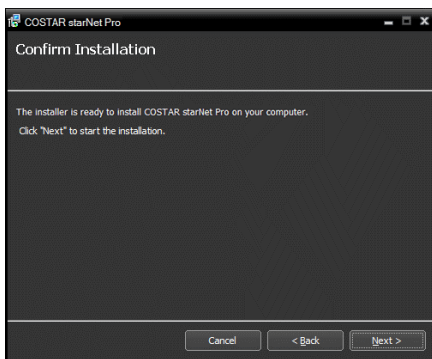 COSTAR starNet Pro
Confirm Installation
The installer is ready to install COSTAR starNet Pro on your computer.
Click "Next" to start the installation.
Cancel
< Back
Next >